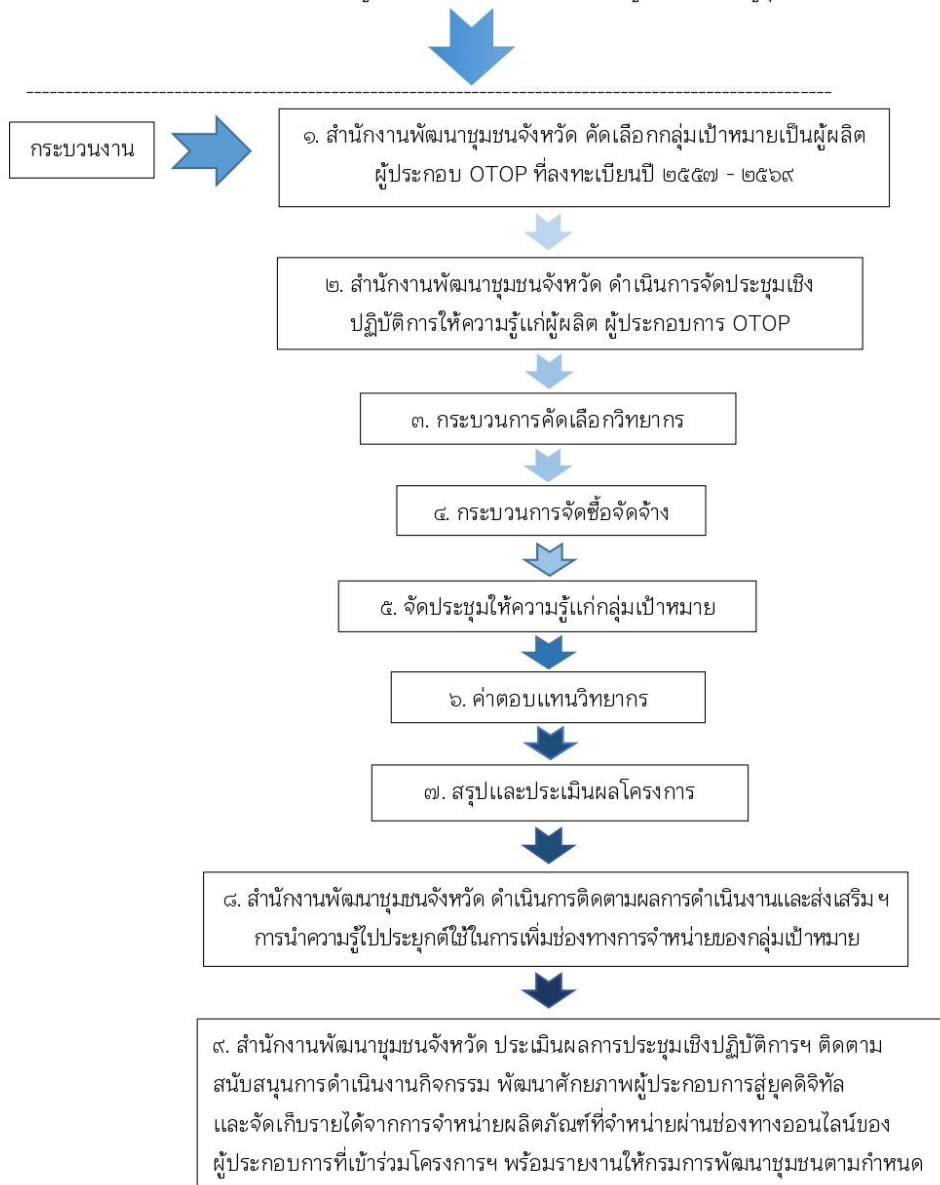 กระบวนงาน
๑. สำนักงานพัฒนาชุมชนจังหวัด คัดเลือกกลุ่มเป้าหมายเป็นผู้ผลิต
ผู้ประกอบ OTOP ที่ลงทะเบียนปี ๒๕๕๗ - ๒๕๖๙
๒. สำนักงานพัฒนาชุมชนจังหวัด ดำเนินการจัดประชุมเชิง
ปฏิบัติการให้ความรู้แก่ผู้ผลิต ผู้ประกอบการ OTOP
๓. กระบวนการคัดเลือกวิทยากร
๔. กระบวนการจัดซื้อจัดจ้าง
๕. จัดประชุมให้ความรู้แก่กลุ่มเป้าหมาย
๖. ค่าตอบแทนวิทยากร
๗. สรุปและประเมินผลโครงการ
๘. สำนักงานพัฒนาชุมชนจังหวัด ดำเนินการติดตามผลการดำเนินงานและส่งเสริม ฯ
การนำความรู้ไปประยุกต์ใช้ในการเพิ่มช่องทางการจำหน่ายของกลุ่มเป้าหมาย
๙. สำนักงานพัฒนาชุมชนจังหวัด ประเมินผลการประชุมเชิงปฏิบัติการฯ ติดตาม
สนับสนุนการดำเนินงานกิจกรรม พัฒนาศักยภาพผู้ประกอบการสู่ยุคดิจิทัล
และจัดเก็บรายได้จากการจำหน่ายผลิตภัณฑ์ที่จำหน่ายผ่านช่องทางออนไลน์ของ
ผู้ประกอบการที่เข้าร่วมโครงการฯ พร้อมรายงานให้กรมการพัฒนาชุมชนตามกำหนด